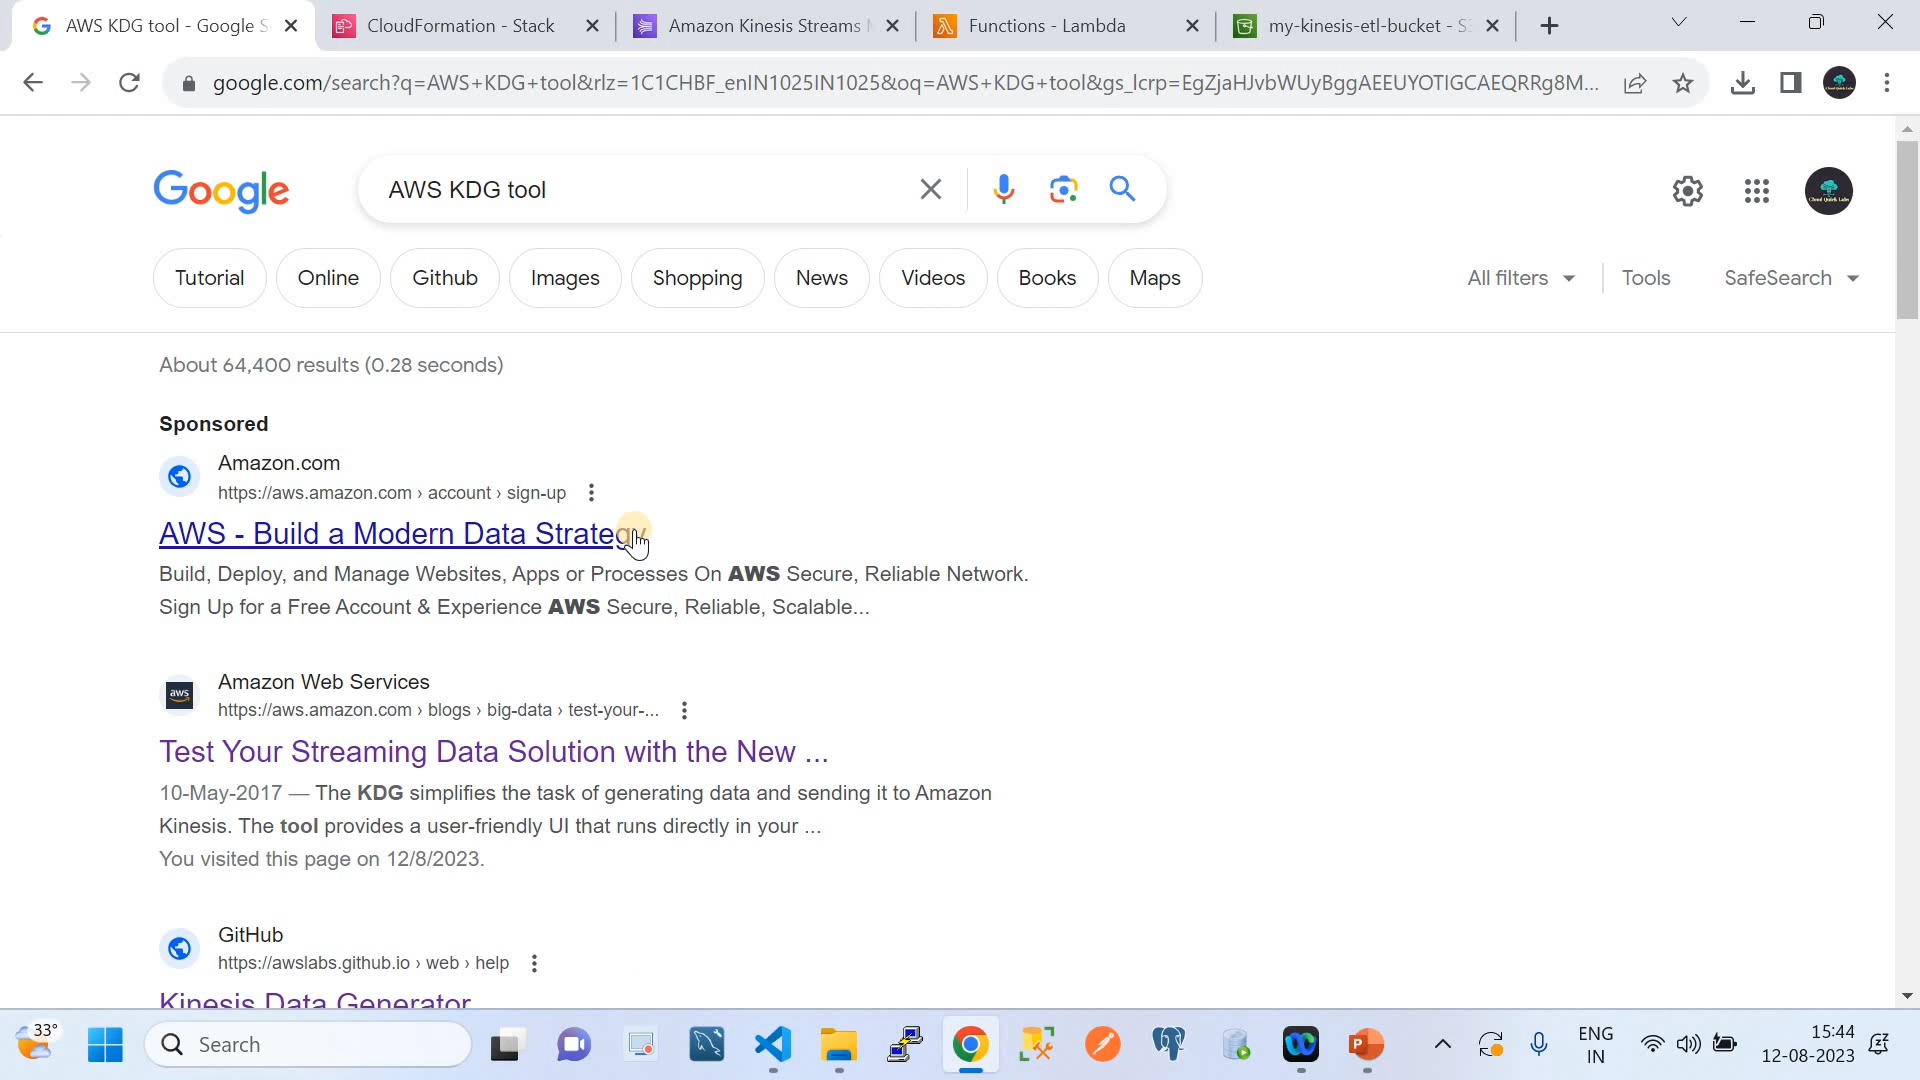 AWS KDG tool - Google S
CloudFormation - Stack
Amazon Kinesis Streams
Functions - Lambda
my-kinesis-etl-bucket - S3
google.com/search?q=AWS+KDG+tool&rlz=1C1CHBF_enIN1025IN1025&oq=AWS+KDG+tool&gs_lcrp=EgZjaHJvbWUyBggAEEUYOTIGCAEQRRg8M...
Google
AWS KDG tool
Tutorial
Online
Github
Images
Shopping
News
Videos
Books
Maps
All filters
Tools
SafeSearch
About 64,400 results (0.28 seconds)
Sponsored
Amazon.com
https://aws.amazon.com › account › sign-up
AWS - Build a Modern Data Strategy
Build, Deploy, and Manage Websites, Apps or Processes On AWS Secure, Reliable Network.
Sign Up for a Free Account & Experience AWS Secure, Reliable, Scalable...
aws
Amazon Web Services
https://aws.amazon.com › blogs › big-data › test-your-...
Test Your Streaming Data Solution with the New ...
10-May-2017 — The KDG simplifies the task of generating data and sending it to Amazon
Kinesis. The tool provides a user-friendly UI that runs directly in your ...
You visited this page on 12/8/2023.
GitHub
https://awslabs.github.io › web › help
Kinesis Data Generator
33°
Search
ENG
IN
15:44
12-08-2023